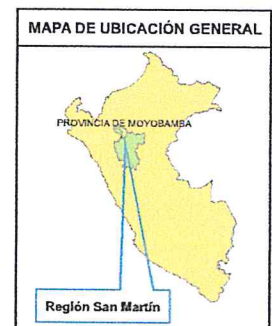 MAPA DE UBICACIÓN GENERAL
PROVINCIA DE MOYOBAMBA
Región San Martín